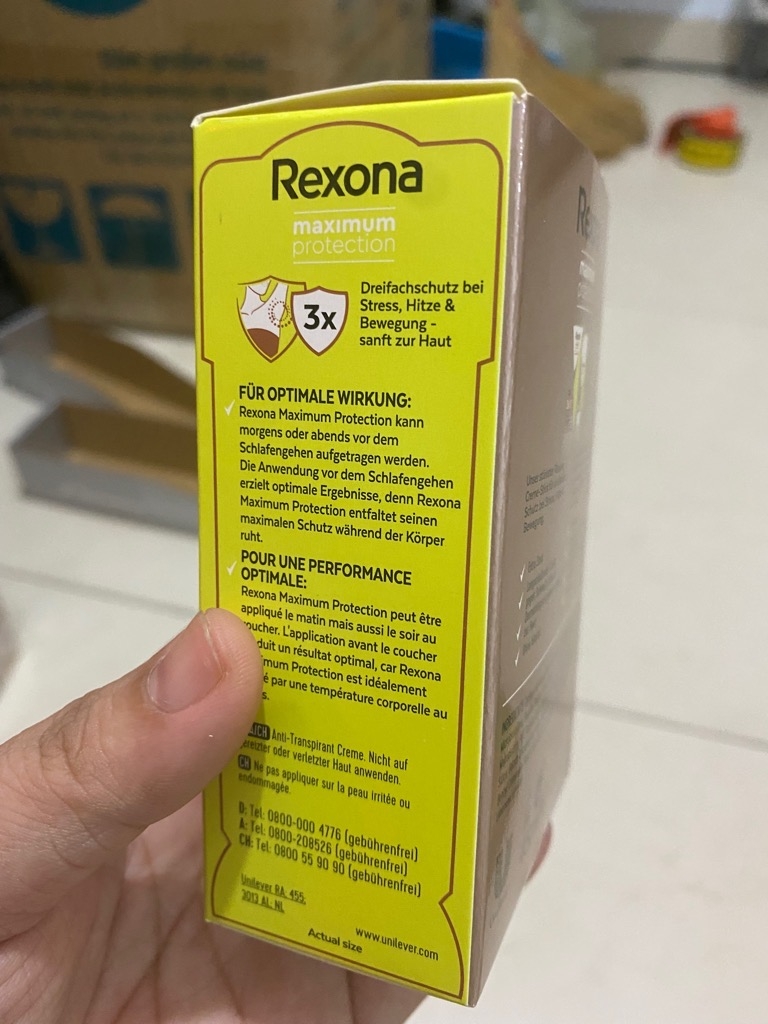 Rexona
maximum
protection
3x
Dreifachschutz bei
Stress, Hitze &
Bewegung -
sanft zur Haut
FÜR OPTIMALE WIRKUNG:
Rexona Maximum Protection kann
morgens oder abends vor dem
Schlafengehen aufgetragen werden.
Die Anwendung vor dem Schlafengehen
erzielt optimale Ergebnisse, denn Rexona
Maximum Protection entfaltet seinen
maximalen Schutz während der Körper
ruht.
POUR UNE PERFORMANCE
OPTIMALE:
Rexona Maximum Protection peut être
appliqué le matin mais aussi le soir au
coucher. L'application avant le coucher
un résultat optimal, car Rexona
Protection est idéalement
par une température corporelle au
Anti-Transpirant Creme. Nicht auf
gereizter oder verletzter Haut anwenden.
CH Ne pas appliquer sur la peau irritée ou
endommagée.
D: Tel: 0800-000 4776 (gebührenfrei)
A: Tel: 0800-208526 (gebührenfrei)
CH: Tel: 0800 55 90 90 (gebührenfrei)
Unilever RA, 455,
3013 AL, NL
www.unilever.com
Actual size